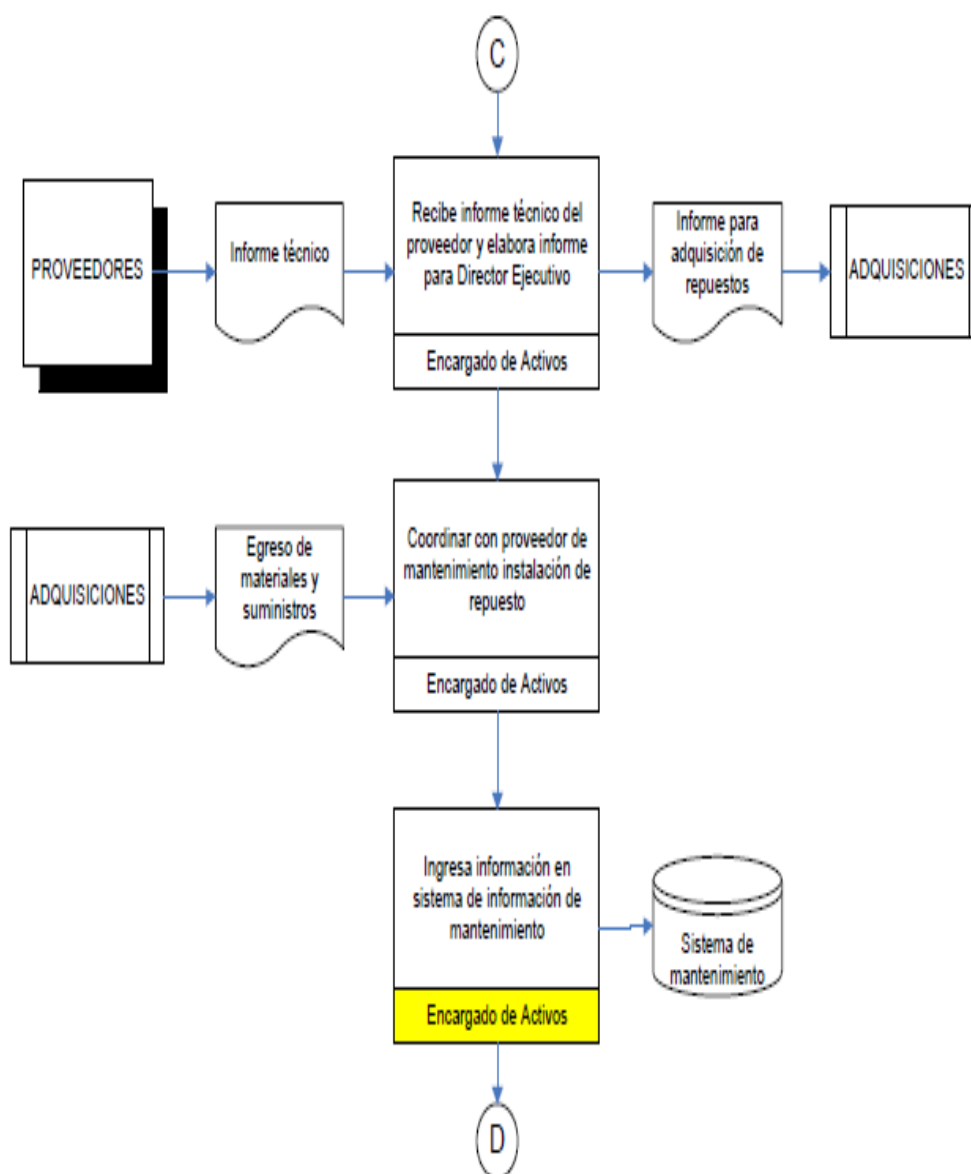 C
PROVEEDORES
Informe técnico
Recibe informe técnico del
proveedor y elabora informe
para Director Ejecutivo
Encargado de Activos
Informe para
adquisición de
repuestos
ADQUISICIONES
ADQUISICIONES
Egreso de
materiales y
suministros
Coordinar con proveedor de
mantenimiento instalación de
repuesto
Encargado de Activos
Ingresa información en
sistema de información de
mantenimiento
Encargado de Activos
Sistema de
mantenimiento
D